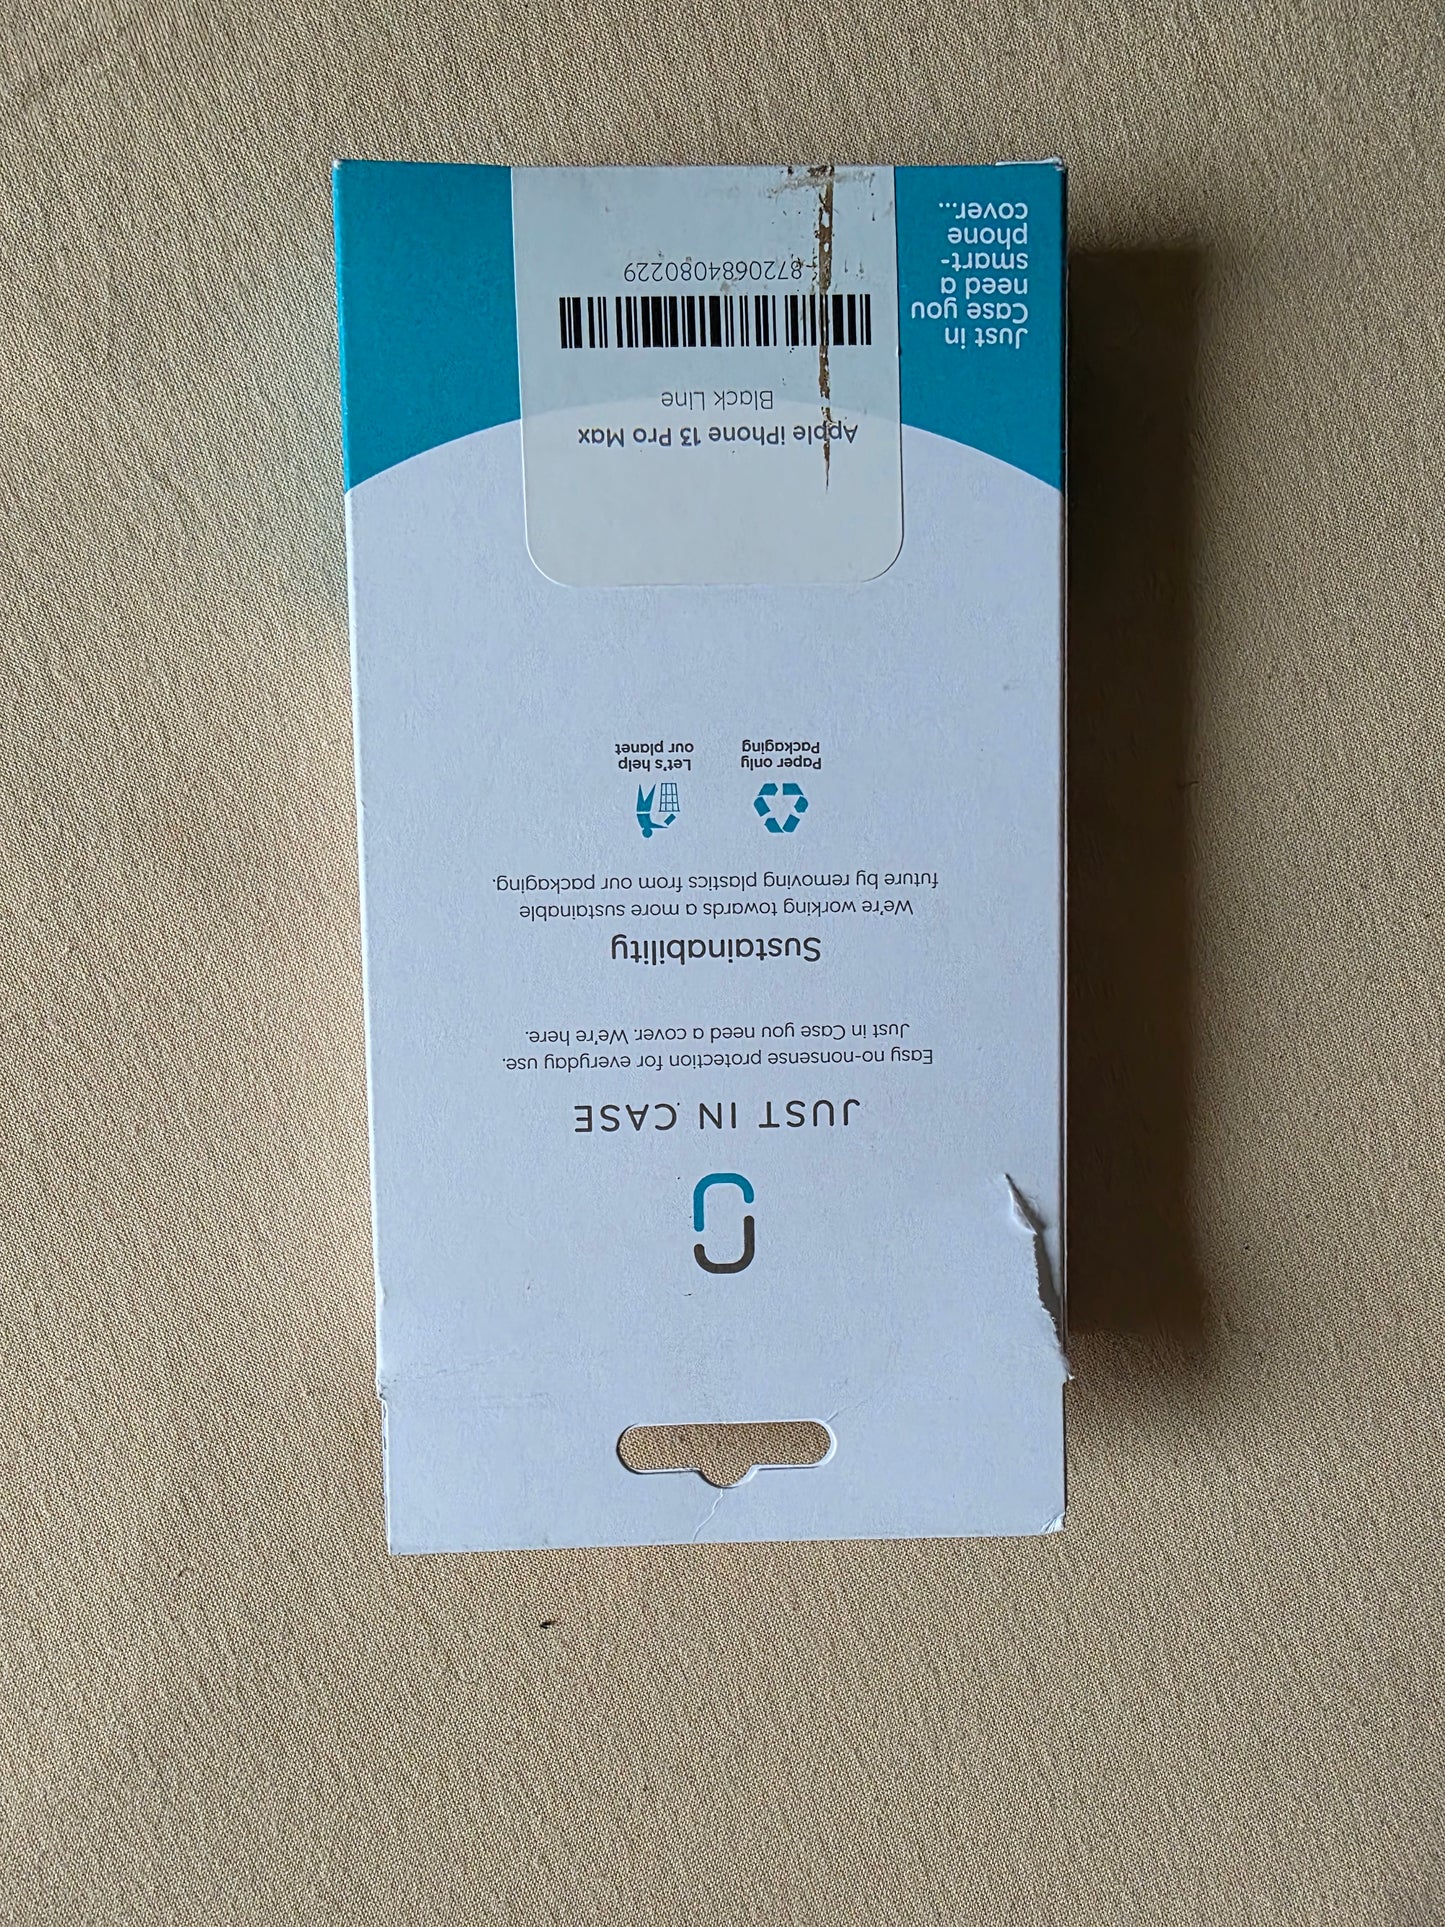 JUST IN CASE
Easy no-nonsense protection for everyday use.
Just in Case you need a cover. We're here.
Sustainability
We're working towards a more sustainable
future by removing plastics from our packaging.
Paper only
Packaging
Let's help
our planet
Apple iPhone 13 Pro Max
Black Line
8720684080229
Just in
Case you
need a
smart-
phone
cover...